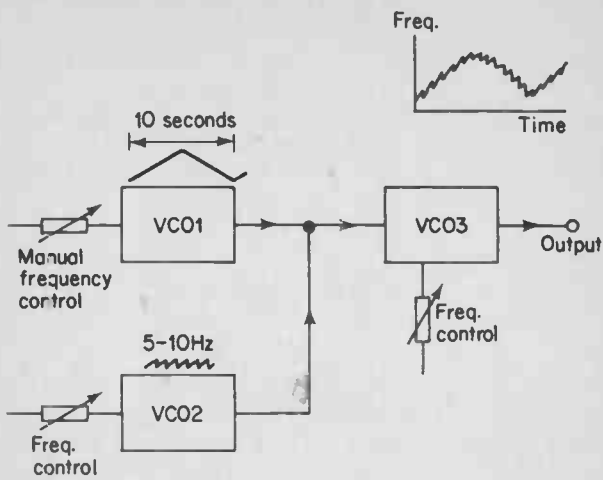 Freq.
Time
10 seconds
VCO1
VCO3
Output
Manual
frequency
control
Freq.
control
5-10Hz
VCO2
Freq.
control